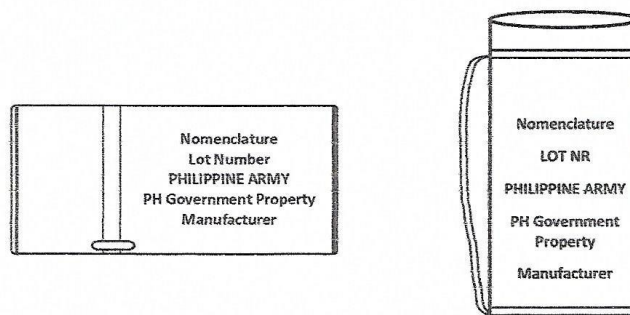 Nomenclature
Lot Number
PHILIPPINE ARMY
PH Government Property
Manufacturer
Nomenclature
LOT NR
PHILIPPINE ARMY
PH Government
Property
Manufacturer